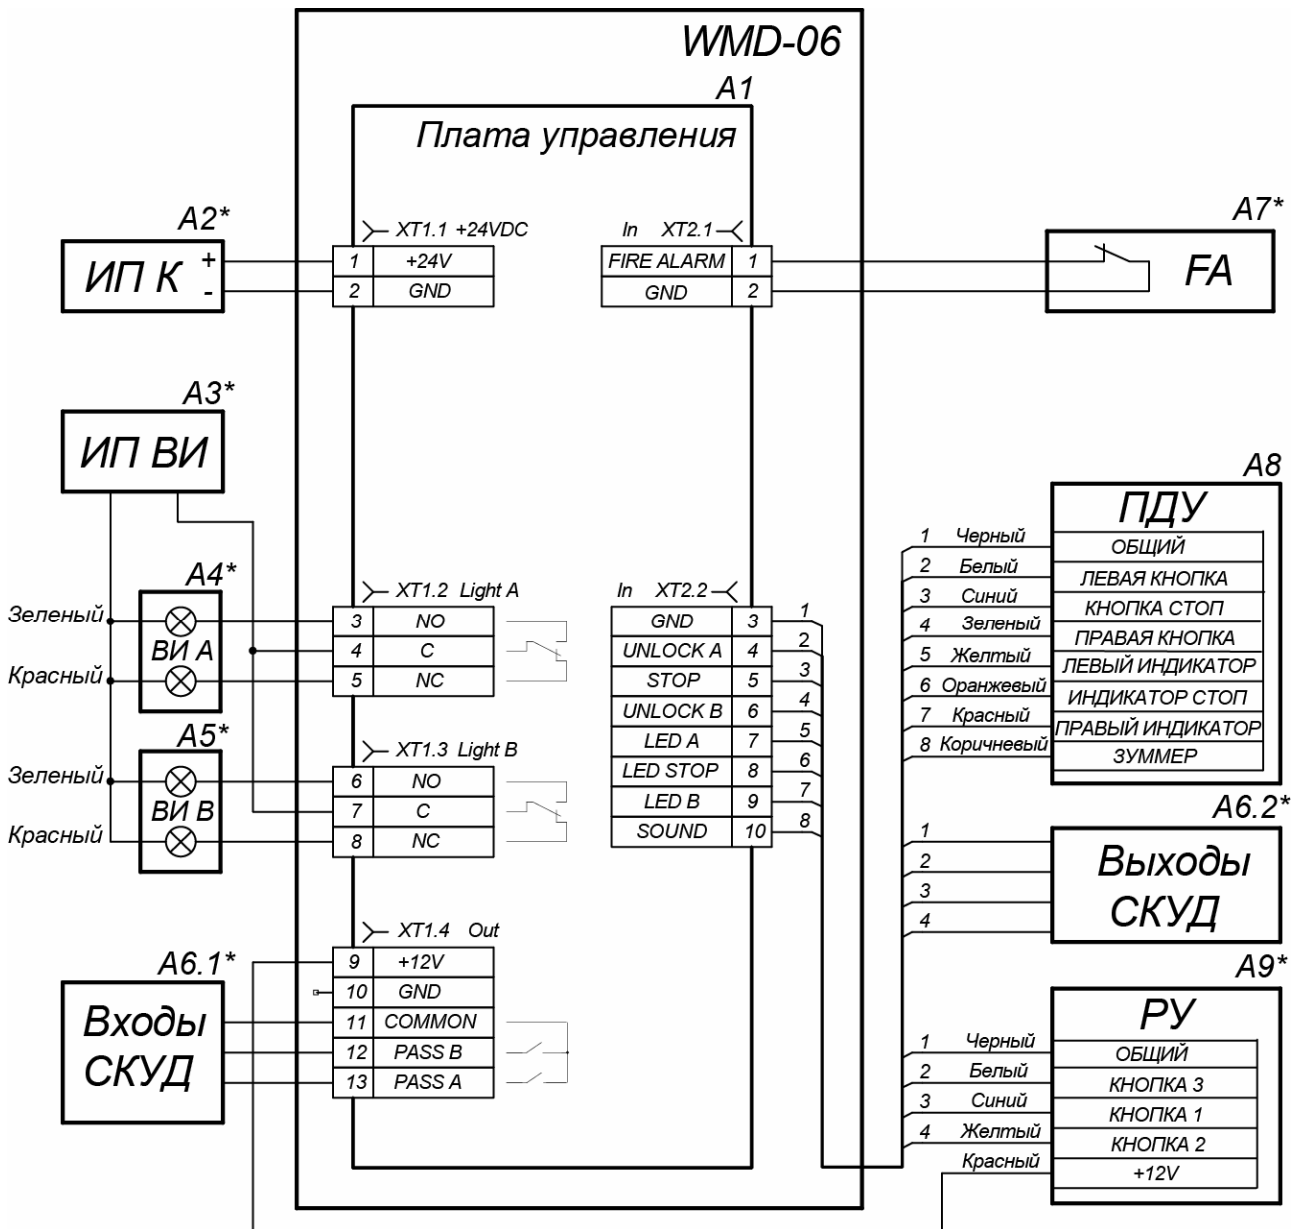 WMD-06
A1
Плата управления
A2*
ИП К
+
-
XT1.1 +24VDC
1 +24V
2 GND
In XT2.1
FIRE ALARM 1
GND 2
A7*
FA
A3*
ИП ВИ
A4*
Зеленый
ВИ А
Красный
A5*
Зеленый
ВИ В
Красный
XT1.2 Light A
3 NO
4 C
5 NC
XT1.3 Light B
6 NO
7 C
8 NC
In XT2.2
GND 3 1
UNLOCK A 4 2
STOP 5 3
UNLOCK B 6 4
LED A 7 5
LED STOP 8 6
LED B 9 7
SOUND 10 8
A8
ПДУ
1 Черный ОБЩИЙ
2 Белый ЛЕВАЯ КНОПКА
3 Синий КНОПКА СТОП
4 Зеленый ПРАВАЯ КНОПКА
5 Желтый ЛЕВЫЙ ИНДИКАТОР
6 Оранжевый ИНДИКАТОР СТОП
7 Красный ПРАВЫЙ ИНДИКАТОР
8 Коричневый ЗУММЕР
A6.2*
1
2
3
4
Выходы
СКУД
A6.1*
Входы
СКУД
XT1.4 Out
9 +12V
10 GND
11 COMMON
12 PASS B
13 PASS A
A9*
РУ
1 Черный ОБЩИЙ
2 Белый КНОПКА 3
3 Синий КНОПКА 1
4 Желтый КНОПКА 2
Красный +12V